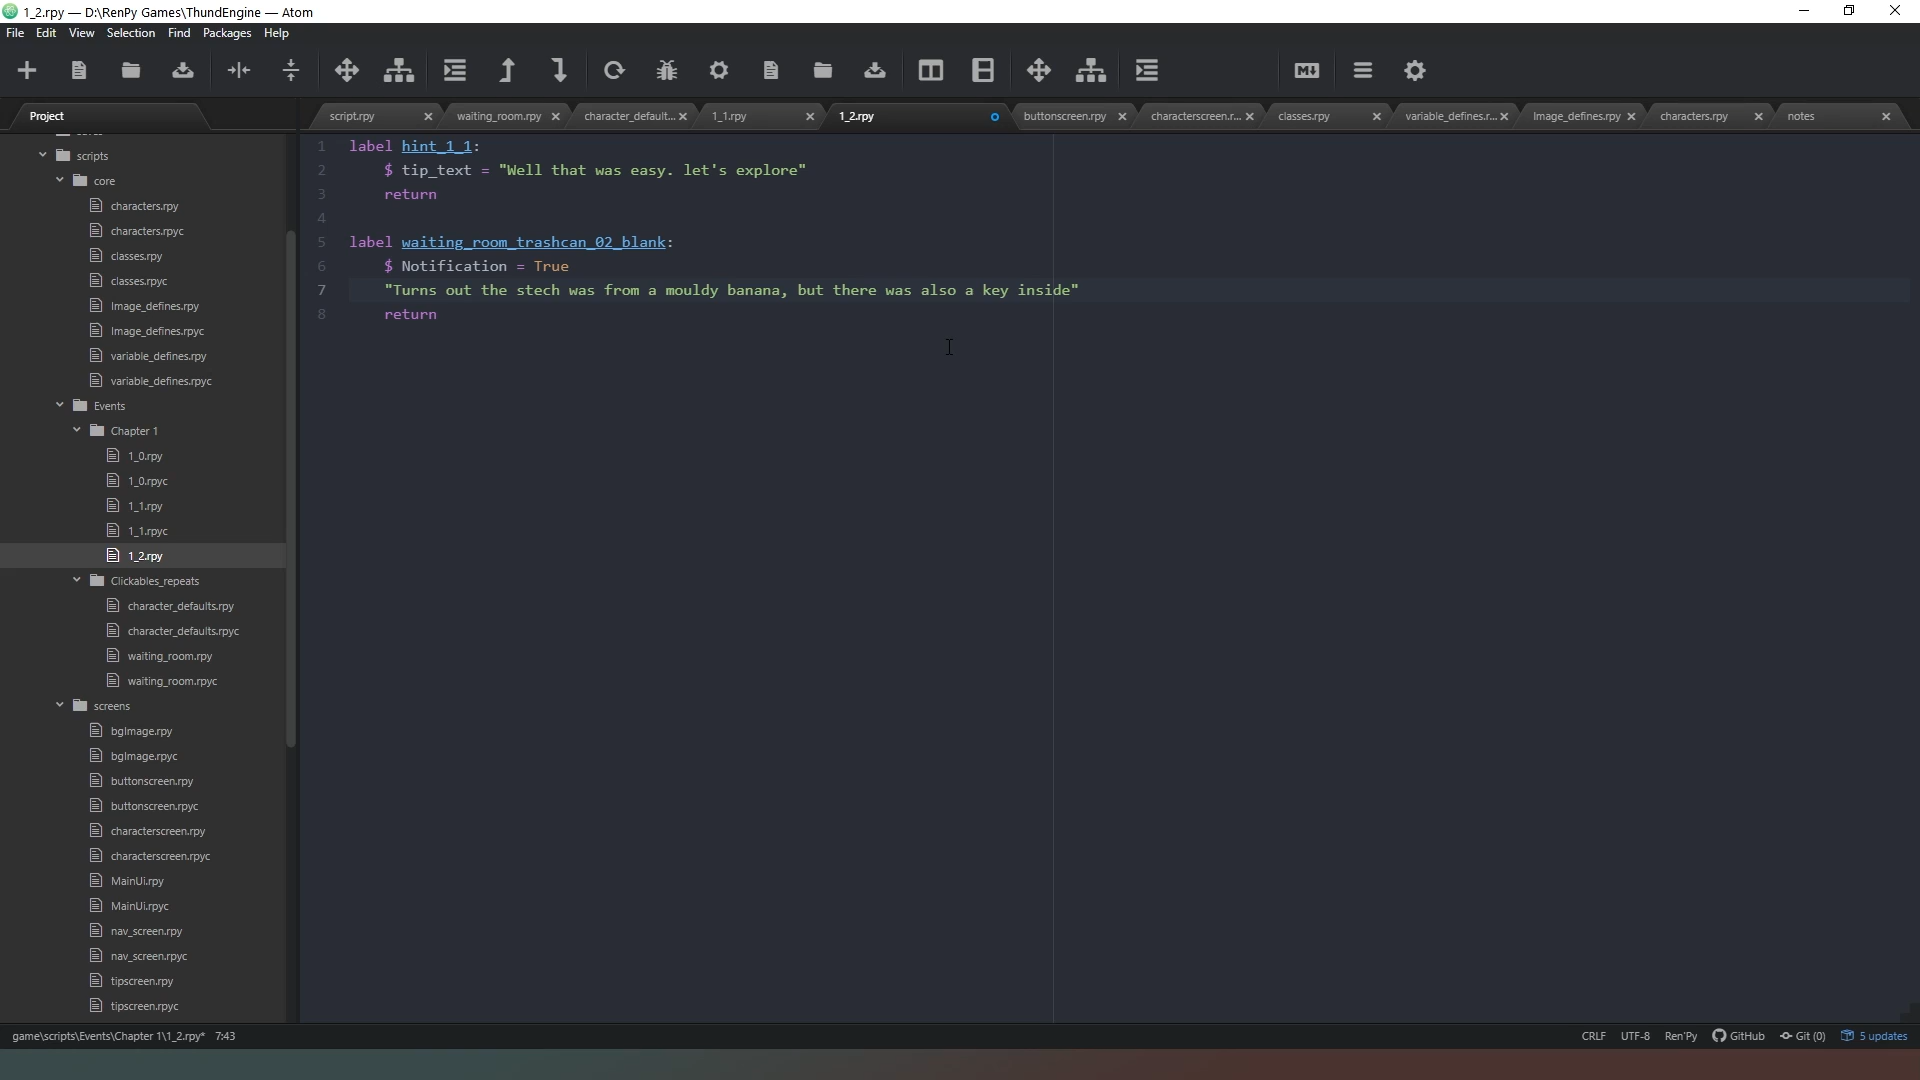 1_2.rpy — D:\RenPy Games\ThundEngine — Atom
File Edit View Selection Find Packages Help
Project
script.rpy waiting_room.rpy character_default... 1_1.rpy 1_2.rpy buttonscreen.rpy characterscreen.r... classes.rpy variable_defines.r... Image_defines.rpy characters.rpy notes
scripts
core
characters.rpy
characters.rpyc
classes.rpy
classes.rpyc
Image_defines.rpy
Image_defines.rpyc
variable_defines.rpy
variable_defines.rpyc
Events
Chapter 1
1_0.rpy
1_0.rpyc
1_1.rpy
1_1.rpyc
1_2.rpy
Clickables_repeats
character_defaults.rpy
character_defaults.rpyc
waiting_room.rpy
waiting_room.rpyc
screens
bgImage.rpy
bgImage.rpyc
buttonscreen.rpy
buttonscreen.rpyc
characterscreen.rpy
characterscreen.rpyc
MainUi.rpy
MainUi.rpyc
nav_screen.rpy
nav_screen.rpyc
tipscreen.rpy
tipscreen.rpyc
1 label hint_1_1:
2 $ tip_text = "Well that was easy. let's explore"
3 return
4
5 label waiting_room_trashcan_02_blank:
6 $ Notification = True
7 "Turns out the stech was from a mouldy banana, but there was also a key inside"
8 return
game\scripts\Events\Chapter 1\1_2.rpy* 7:43
CRLF UTF-8 Ren'Py GitHub Git (0) 5 updates